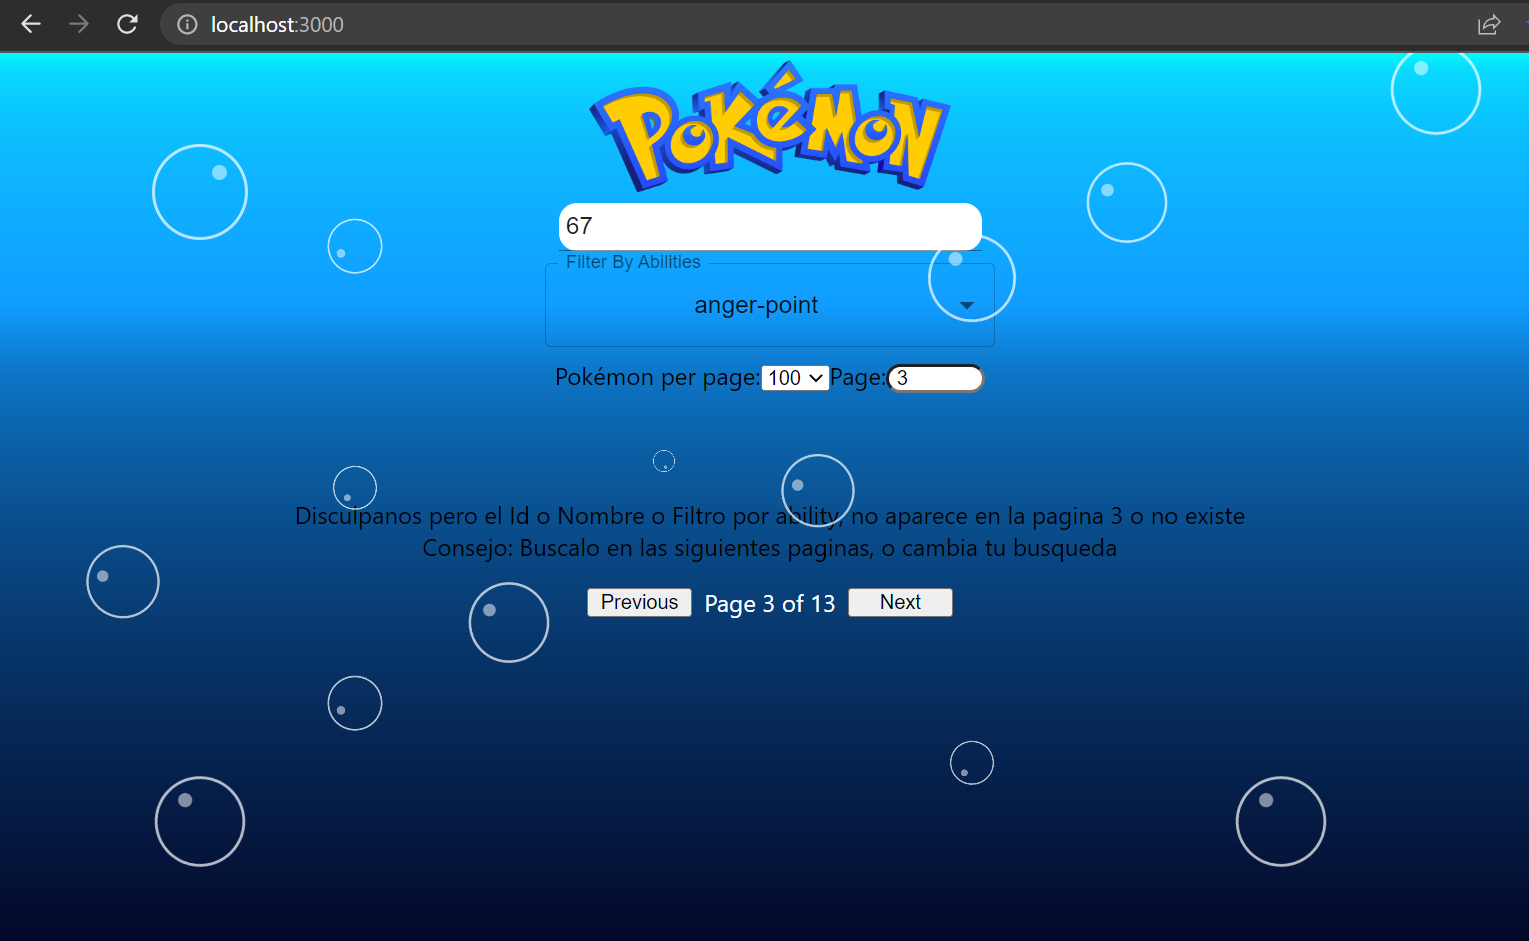 localhost:3000
POKéMON
67
Filter By Abilities
anger-point
Pokémon per page: 100 Page: 3
Disculpanos pero el Id o Nombre o Filtro por ability, no aparece en la pagina 3 o no existe
Consejo: Buscalo en las siguientes paginas, o cambia tu busqueda
Previous Page 3 of 13 Next